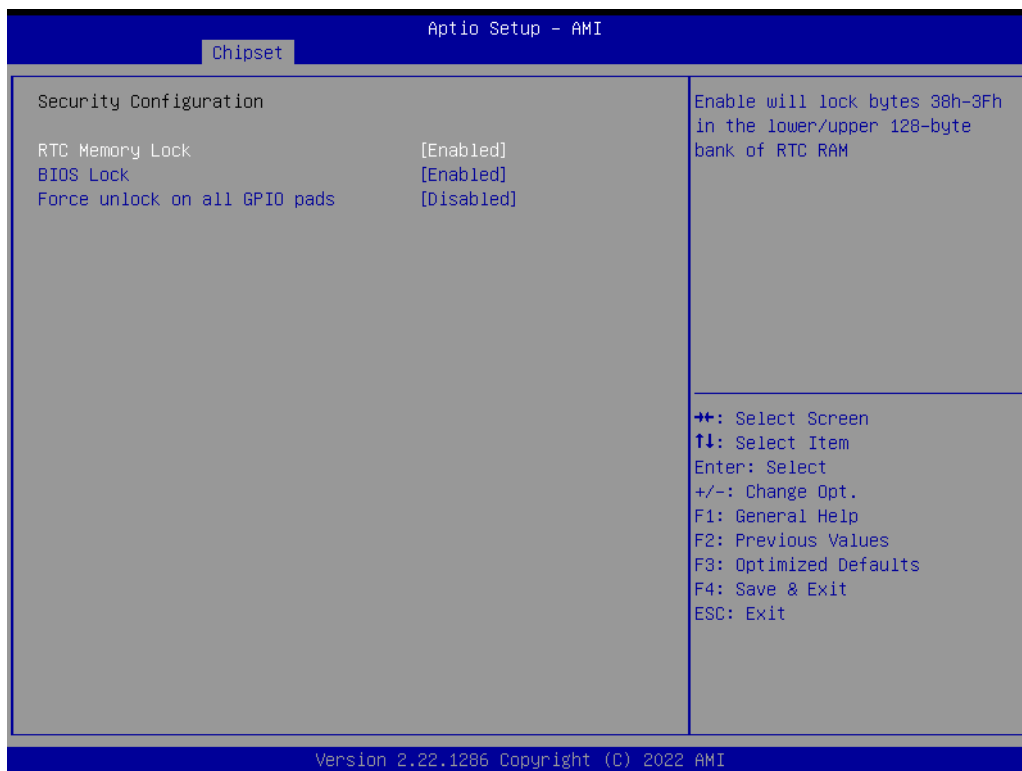 Aptio Setup – AMI
Chipset
Security Configuration
RTC Memory Lock [Enabled]
BIOS Lock [Enabled]
Force unlock on all GPIO pads [Disabled]
Enable will lock bytes 38h-3Fh
in the lower/upper 128-byte
bank of RTC RAM
→←: Select Screen
↑↓: Select Item
Enter: Select
+/-: Change Opt.
F1: General Help
F2: Previous Values
F3: Optimized Defaults
F4: Save & Exit
ESC: Exit
Version 2.22.1286 Copyright (C) 2022 AMI